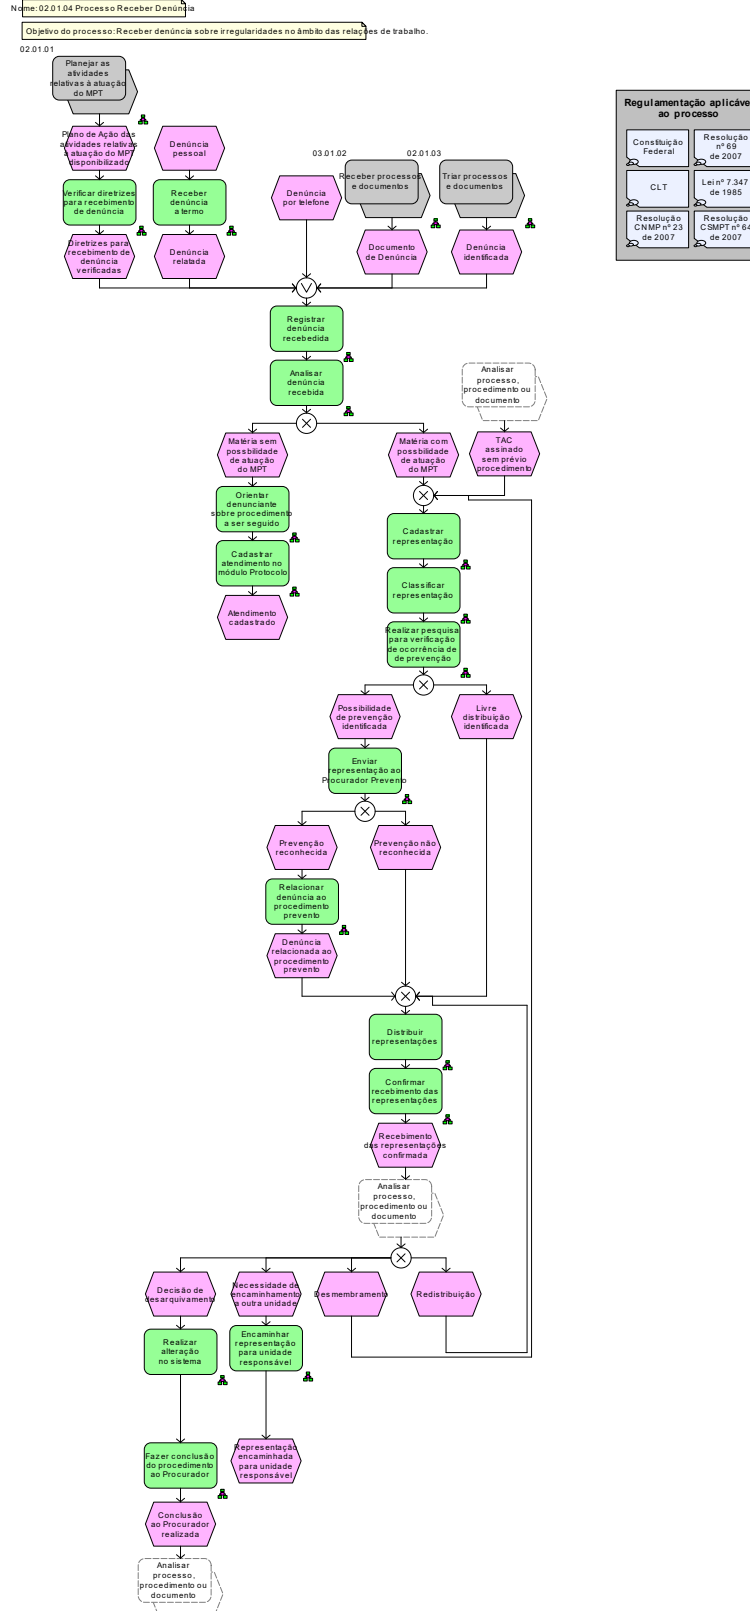 Nome: 02.01.04 Processo Receber Denúncia
Objetivo do processo: Receber denúncia sobre irregularidades no âmbito das relações de trabalho.
02.01.01
Planejar as
atividades
relativas à atuação
do MPT
Plano de Ação das
atividades relativas
à atuação do MPT
disponibilizado
Verificar diretrizes
para recebimento
de denúncia
Diretrizes para
recebimento de
denúncia
verificadas
Denúncia
pessoal
Receber
denúncia
a termo
Denúncia
relatada
Denúncia
por telefone
03.01.02
Receber processos
e documentos
Documento
de Denúncia
02.01.03
Triar processos
e documentos
Denúncia
identificada
Regulamentação aplicáve
ao processo
Constituição
Federal
Resolução
nº 69
de 2007
CLT
Lei nº 7.347
de 1985
Resolução
CNMP nº 23
de 2007
Resolução
CSMPT nº 64
de 2007
Registrar
denúncia
recebedida
Analisar
denúncia
recebida
Matéria sem
possbilidade
de atuação
do MPT
Orientar
denunciante
sobre procedimento
a ser seguido
Cadastrar
atendimento no
módulo Protocolo
Atendimento
cadastrado
Matéria com
possbilidade
de atuação
do MPT
Analisar
processo,
procedimento ou
documento
TAC
assinado
sem prévio
procedimento
Cadastrar
representação
Classificar
representação
Realizar pesquisa
para verificação
de ocorrência de
de prevenção
Possibilidade
de prevenção
identificada
Livre
distribuição
identificada
Enviar
representação ao
Procurador Prevento
Prevenção
reconhecida
Prevenção não
reconhecida
Relacionar
denúncia ao
procedimento
prevento
Denúncia
relacionada ao
procedimento
prevento
Distribuir
representações
Confirmar
recebimento das
representações
Recebimento
das representações
confirmada
Analisar
processo,
procedimento ou
documento
Decisão de
desarquivamento
Necessidade de
encaminhamento
a outra unidade
Desmembramento
Redistribuição
Realizar
alteração
no sistema
Encaminhar
representação
para unidade
responsável
Fazer conclusão
do procedimento
ao Procurador
Representação
encaminhada
para unidade
responsável
Conclusão
ao Procurador
realizada
Analisar
processo,
procedimento ou
documento